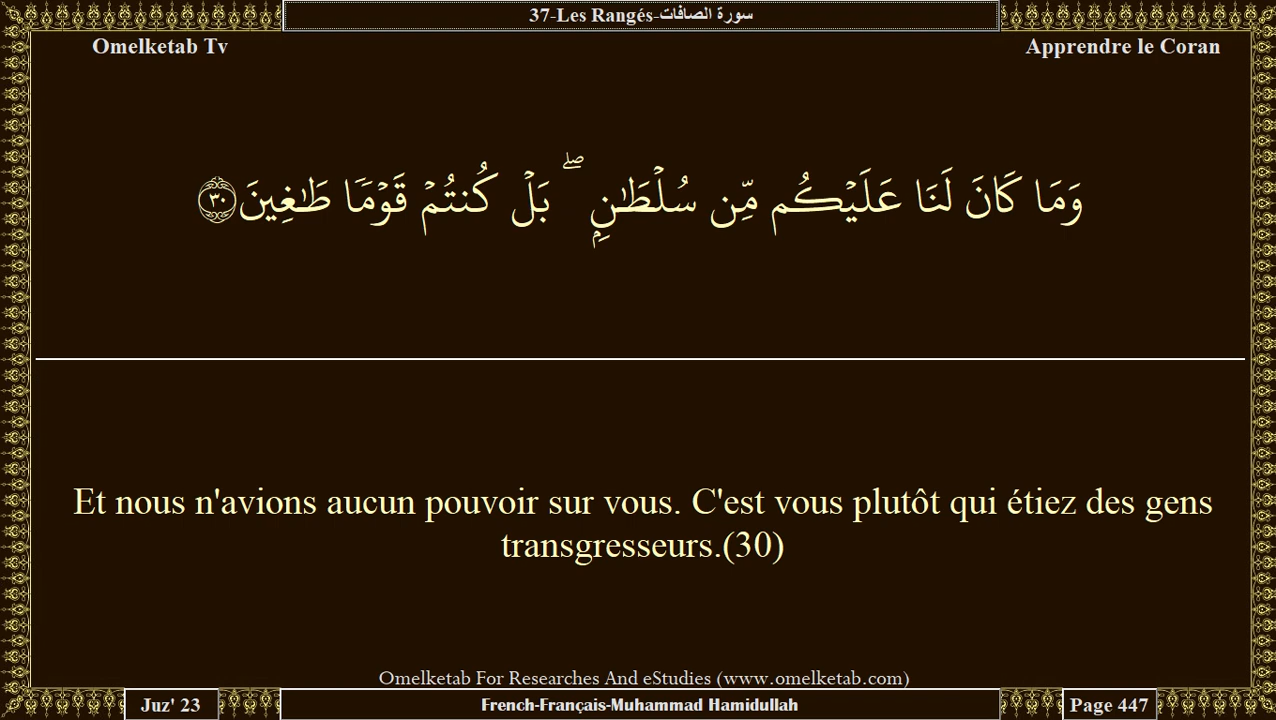 37-Les Rangés-سورة الصافات
Omelketab Tv
Apprendre le Coran
وَمَا كَانَ لَنَا عَلَيۡكُم مِّن سُلۡطَٰنِۭۖ بَلۡ كُنتُمۡ قَوۡمٗا طَٰغِينَ ٣٠
Et nous n'avions aucun pouvoir sur vous. C'est vous plutôt qui étiez des gens
transgresseurs.(30)
Omelketab For Researches And eStudies (www.omelketab.com)
Juz' 23
French-Français-Muhammad Hamidullah
Page 447